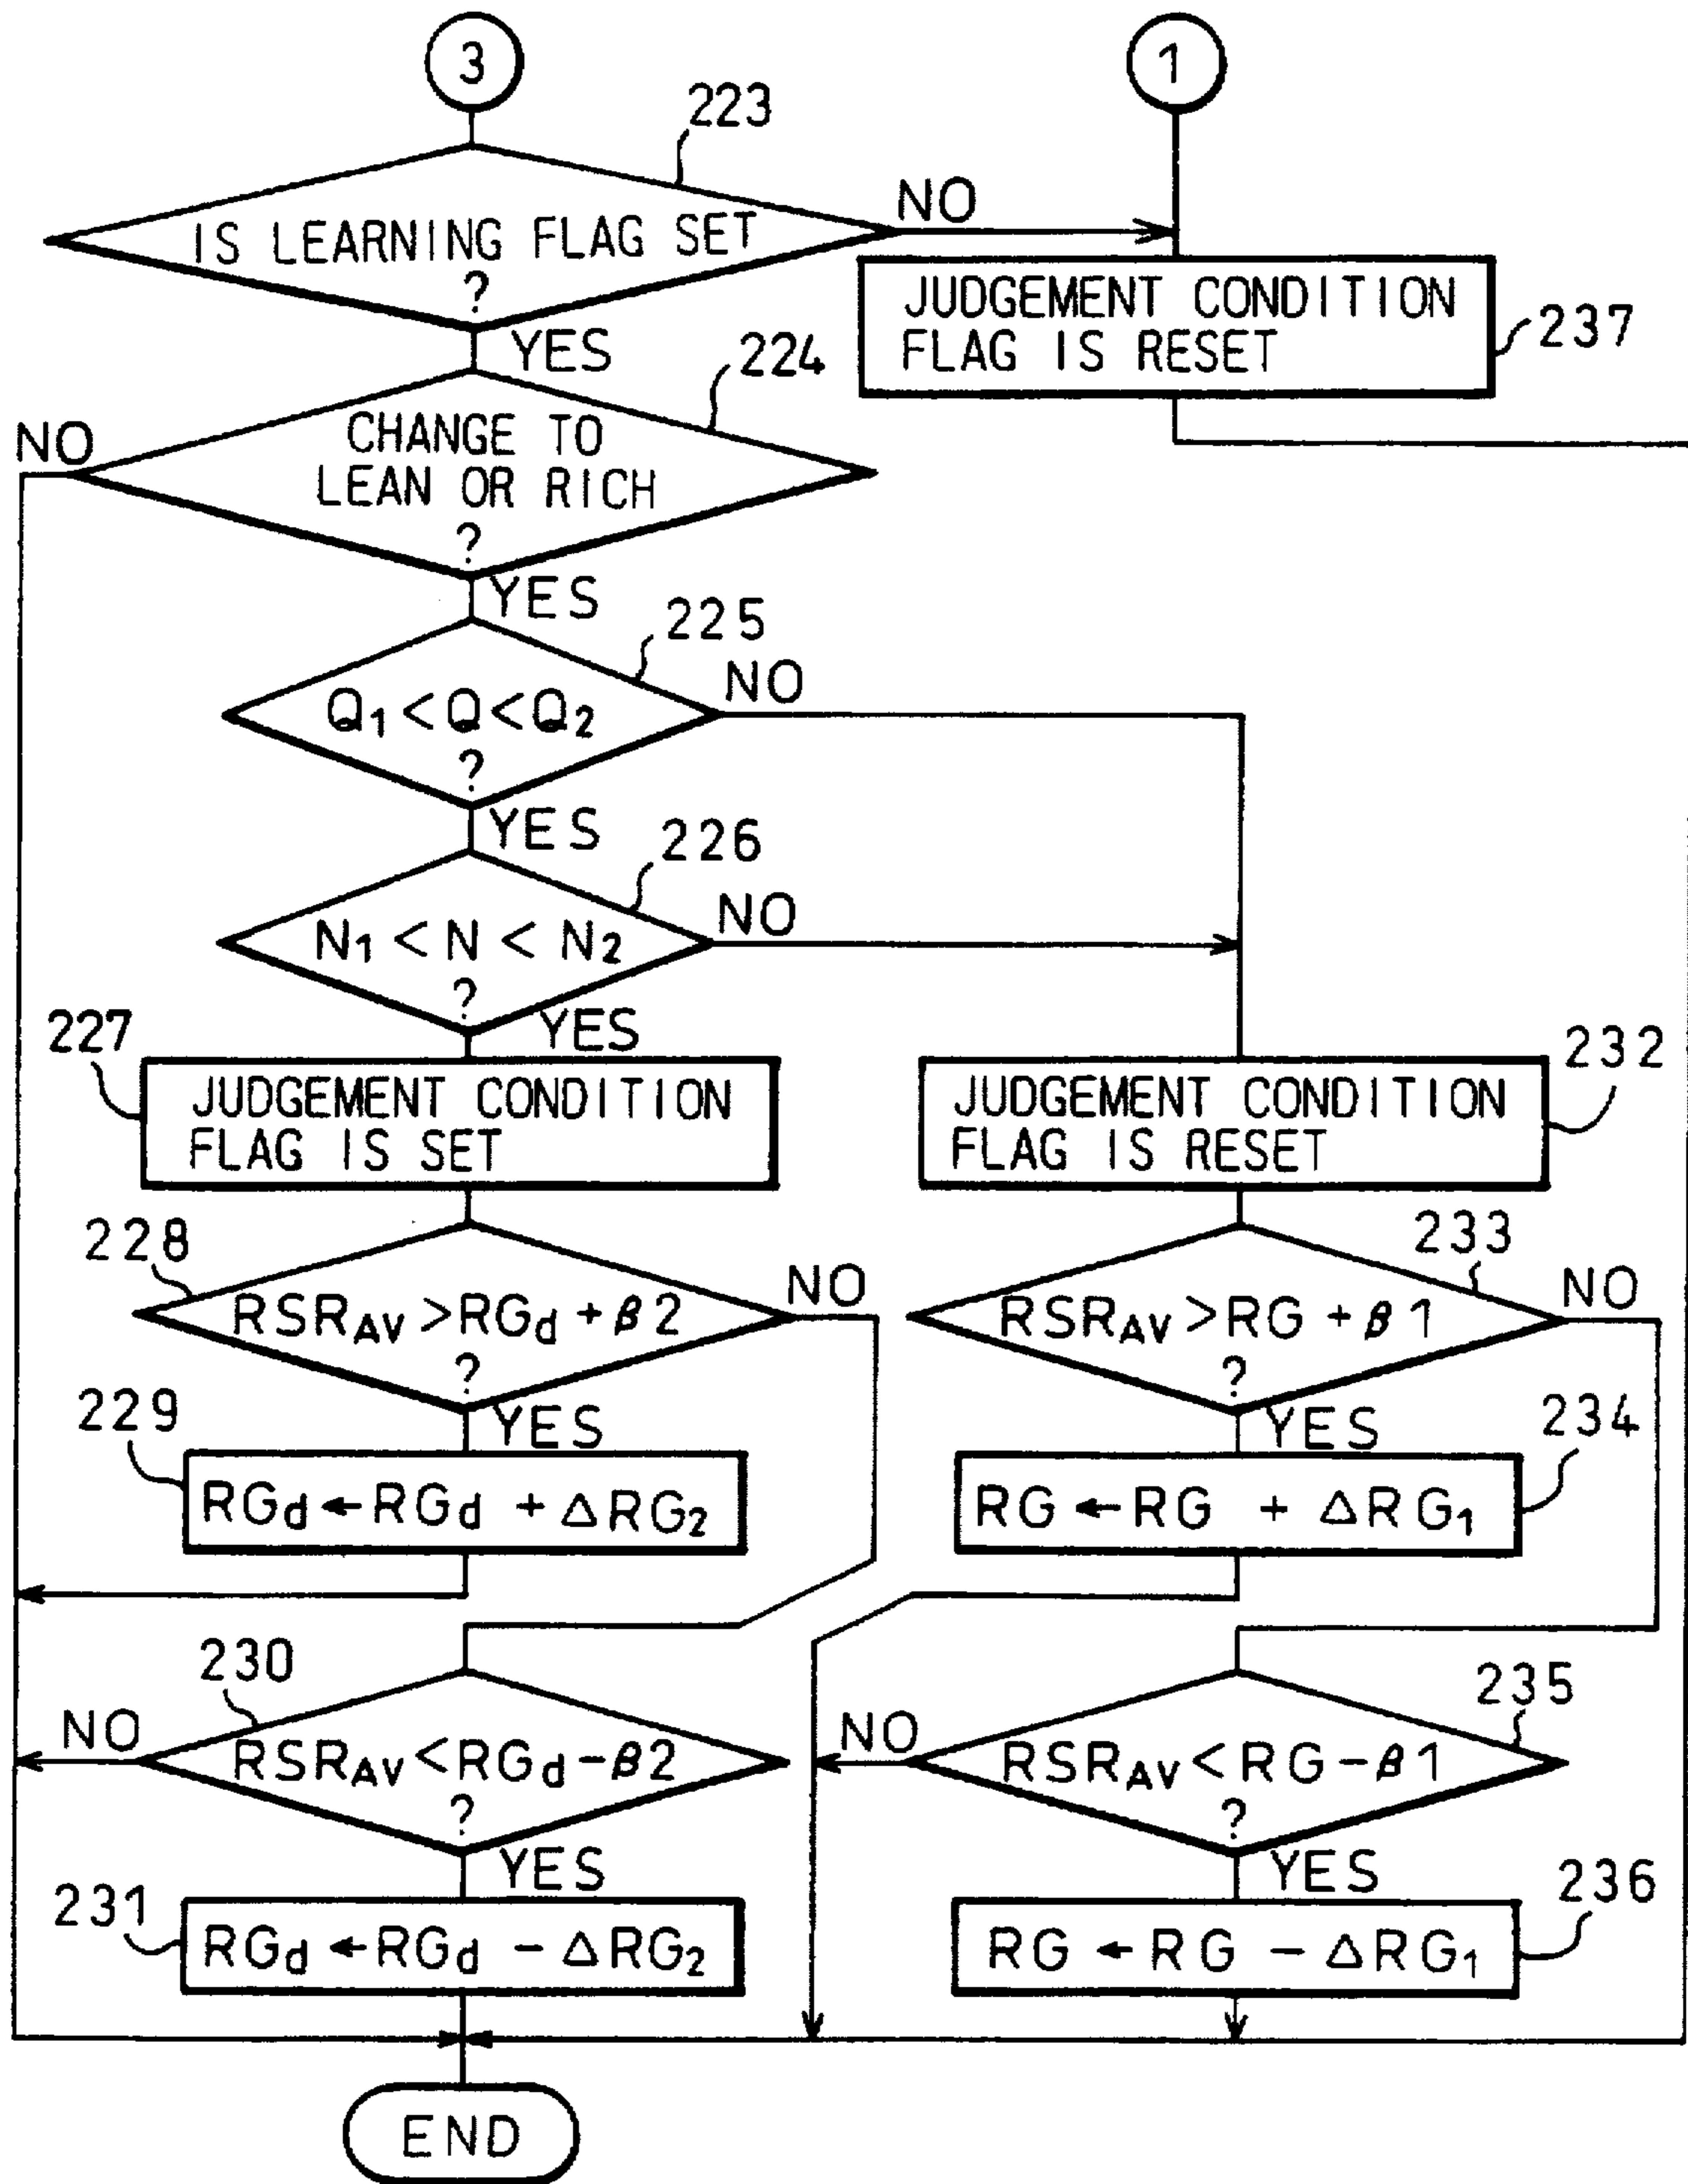 3
1
223
IS LEARNING FLAG SET
?
NO
YES
JUDGEMENT CONDITION
FLAG IS RESET
237
224
NO
CHANGE TO
LEAN OR RICH
?
YES
225
Q1 < Q < Q2
?
NO
YES
226
N1 < N < N2
?
NO
YES
227
JUDGEMENT CONDITION
FLAG IS SET
232
JUDGEMENT CONDITION
FLAG IS RESET
228
RSRAV > RGd + β2
?
NO
YES
233
RSRAV > RG + β1
?
NO
YES
229
RGd ← RGd + ΔRG2
234
RG ← RG + ΔRG1
230
NO
RSRAV < RGd - β2
?
YES
235
NO
RSRAV < RG - β1
?
YES
231
RGd ← RGd - ΔRG2
236
RG ← RG - ΔRG1
END